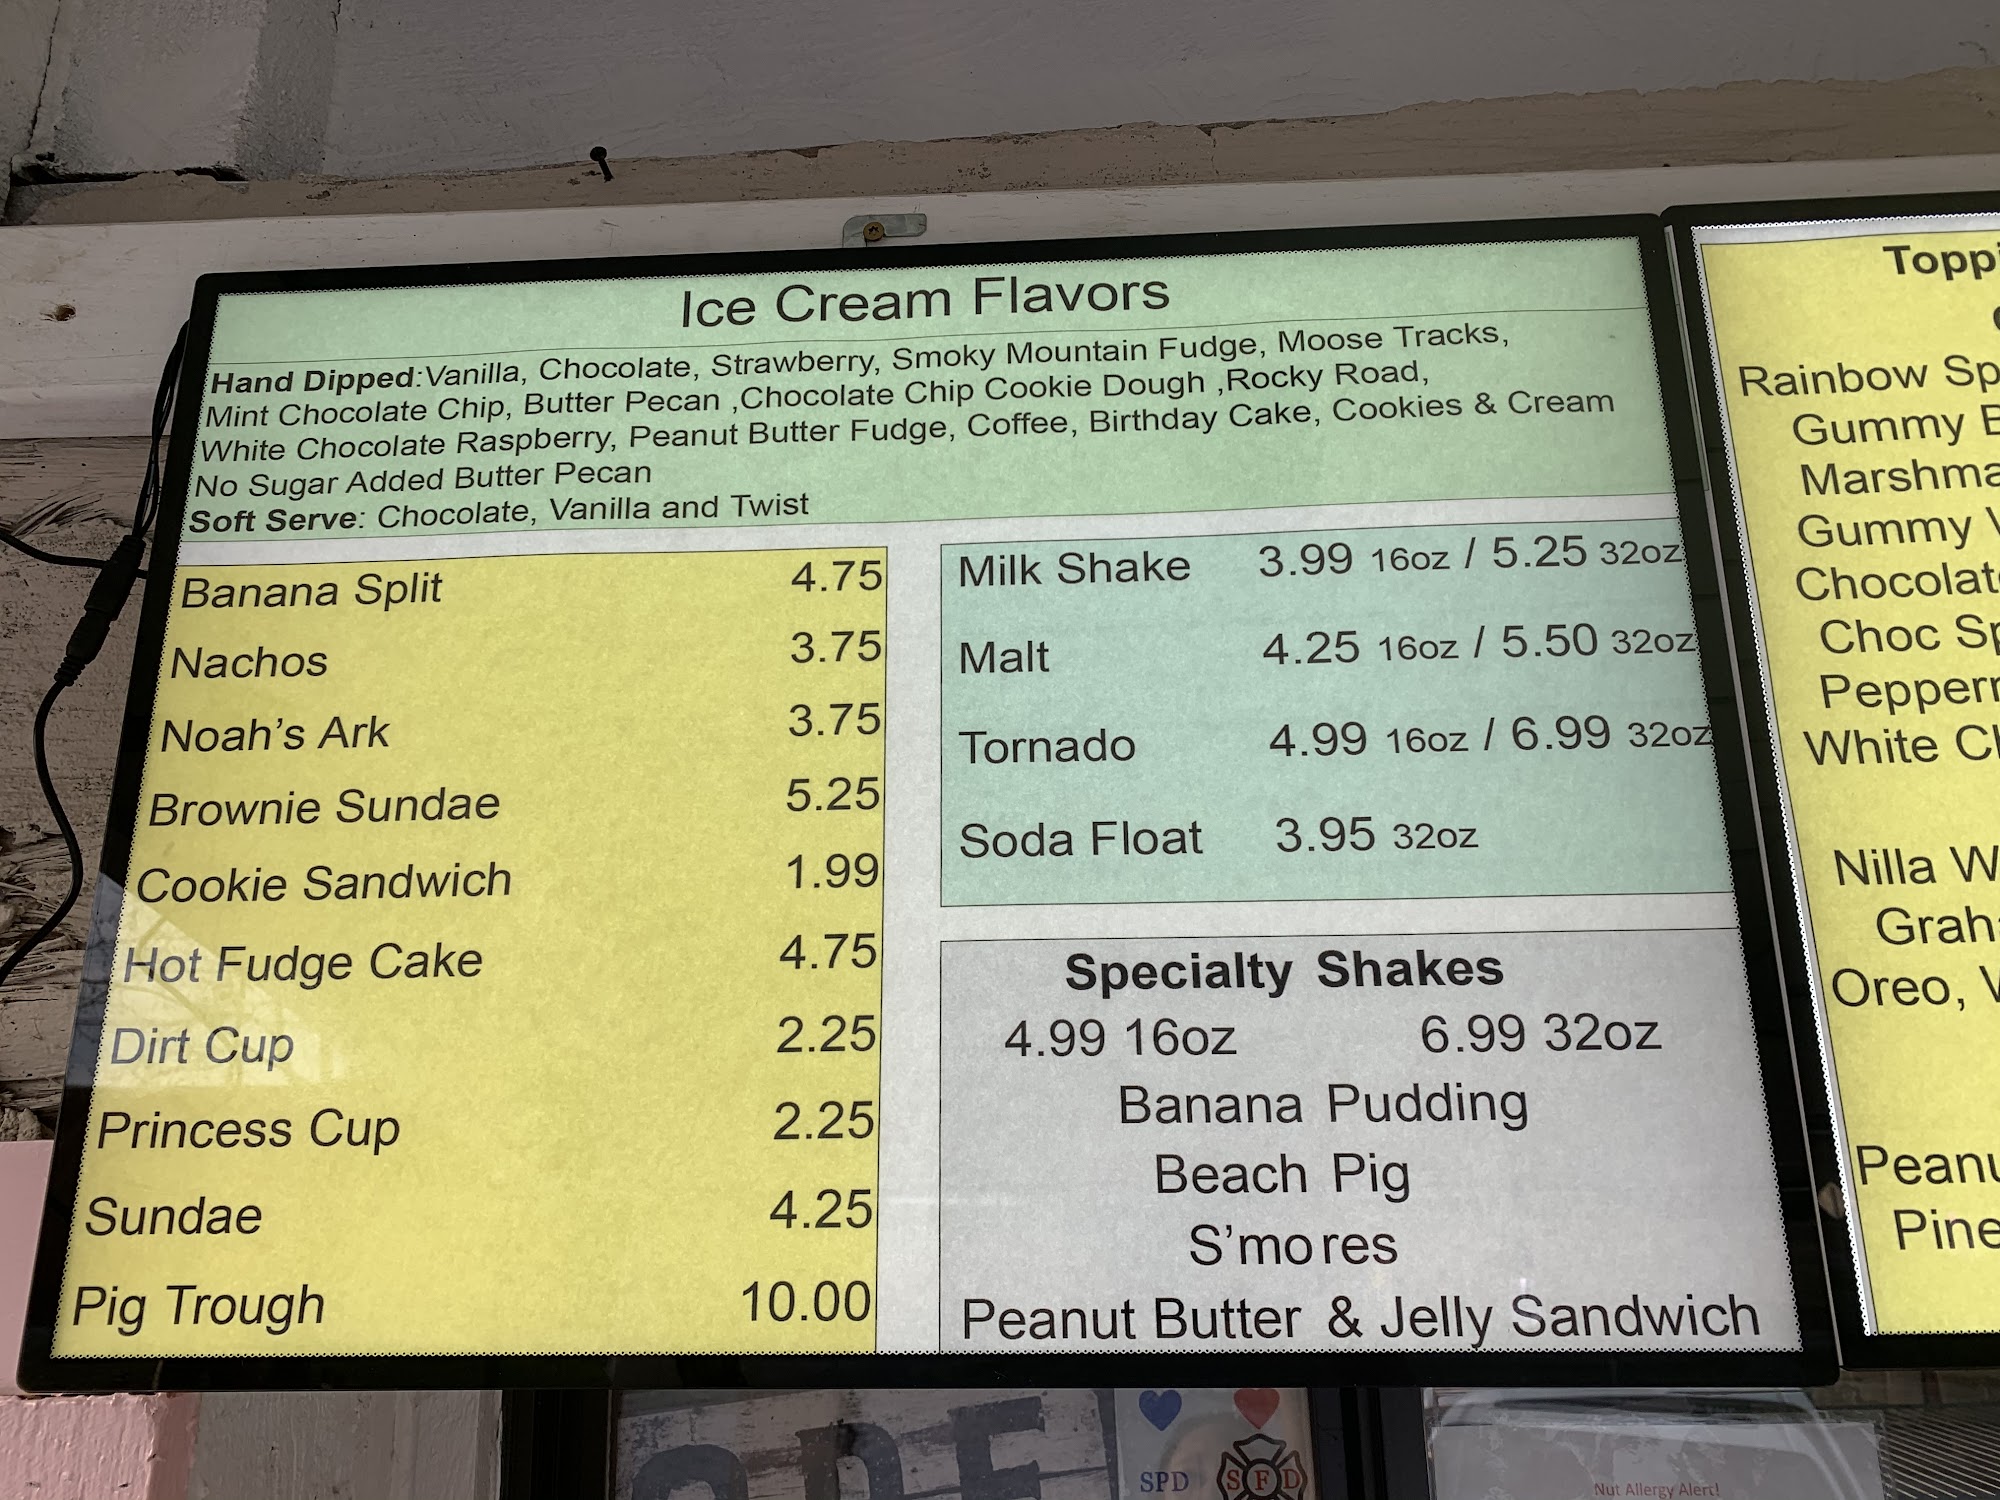 Ice Cream Flavors
Hand Dipped:Vanilla, Chocolate, Strawberry, Smoky Mountain Fudge, Moose Tracks,
Mint Chocolate Chip, Butter Pecan ,Chocolate Chip Cookie Dough ,Rocky Road,
White Chocolate Raspberry, Peanut Butter Fudge, Coffee, Birthday Cake, Cookies & Cream
No Sugar Added Butter Pecan
Soft Serve: Chocolate, Vanilla and Twist
Banana Split 4.75
Nachos 3.75
Noah's Ark 3.75
Brownie Sundae 5.25
Cookie Sandwich 1.99
Hot Fudge Cake 4.75
Dirt Cup 2.25
Princess Cup 2.25
Sundae 4.25
Pig Trough 10.00
Milk Shake 3.99 16oz / 5.25 32oz
Malt 4.25 16oz / 5.50 32oz
Tornado 4.99 16oz / 6.99 32oz
Soda Float 3.95 32oz
Specialty Shakes
4.99 16oz 6.99 32oz
Banana Pudding
Beach Pig
S'mores
Peanut Butter & Jelly Sandwich
Rainbow
Gummy
Gummy
Choc
White
Nilla
Oreo,
SPD
SFD
Nut Allergy Alert!